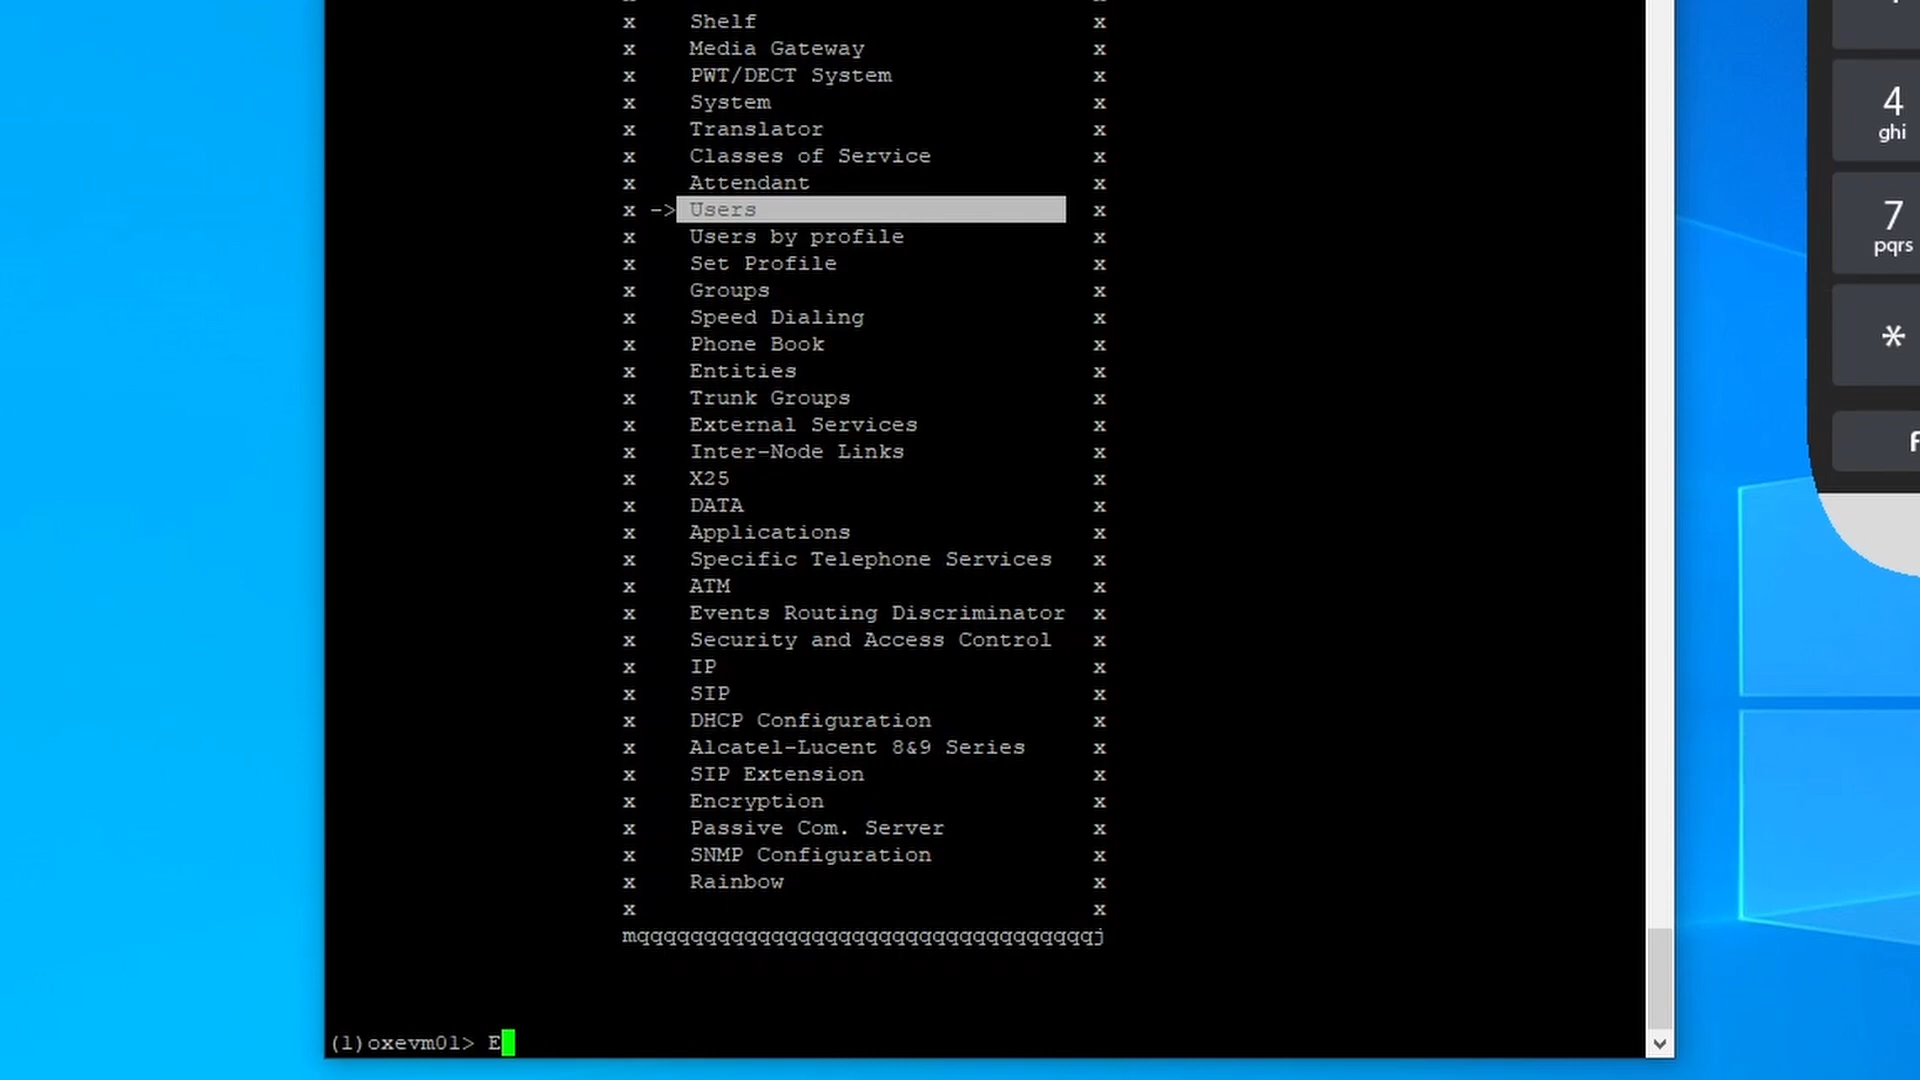 x Shelf x
x Media Gateway x
x PWT/DECT System x
x System x
x Translator x
x Classes of Service x
x Attendant x
x -> Users x
x Users by profile x
x Set Profile x
x Groups x
x Speed Dialing x
x Phone Book x
x Entities x
x Trunk Groups x
x External Services x
x Inter-Node Links x
x X25 x
x DATA x
x Applications x
x Specific Telephone Services x
x ATM x
x Events Routing Discriminator x
x Security and Access Control x
x IP x
x SIP x
x DHCP Configuration x
x Alcatel-Lucent 8&9 Series x
x SIP Extension x
x Encryption x
x Passive Com. Server x
x SNMP Configuration x
x Rainbow x
x x
mqqqqqqqqqqqqqqqqqqqqqqqqqqqqqqqqqqj
(1)oxevm01> E
4
ghi
7
pqrs
*